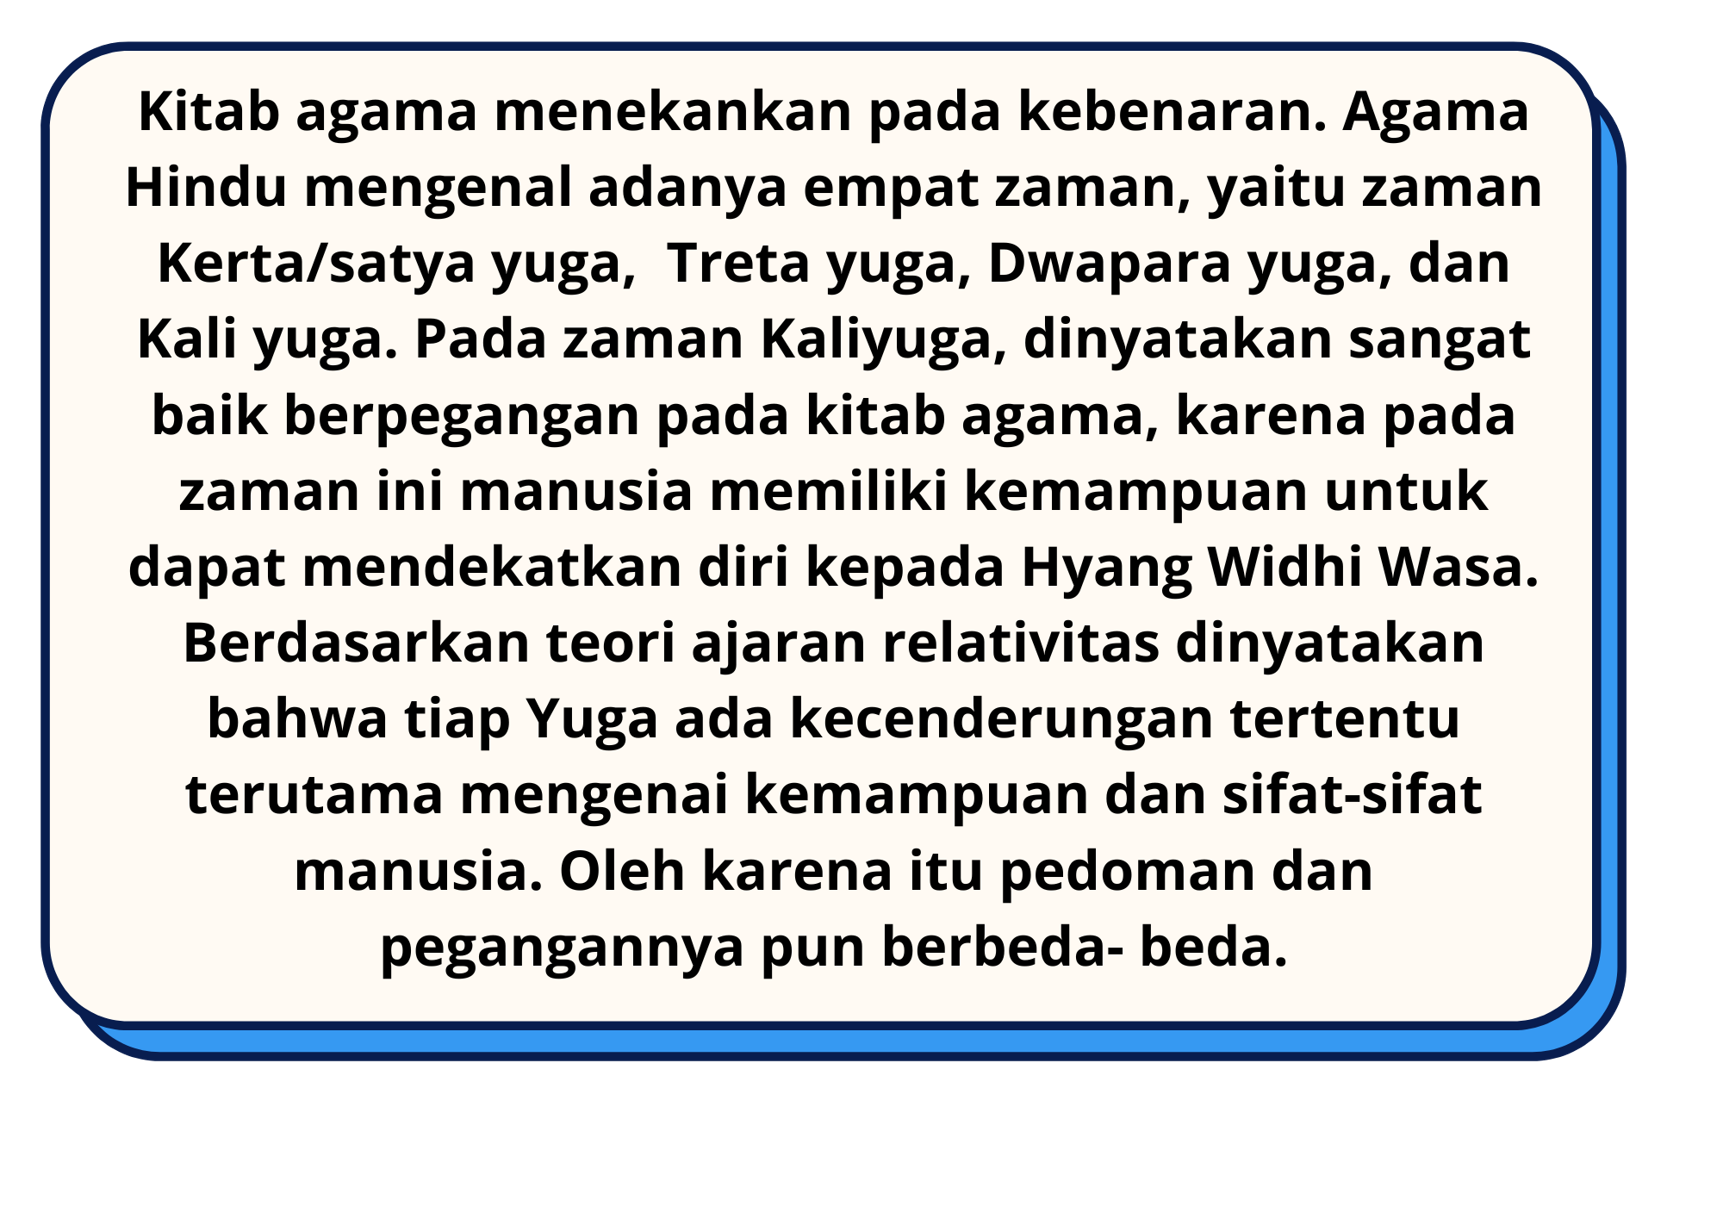 Kitab agama menekankan pada kebenaran. Agama
Hindu mengenal adanya empat zaman, yaitu zaman
Kerta/satya yuga,  Treta yuga, Dwapara yuga, dan
Kali yuga. Pada zaman Kaliyuga, dinyatakan sangat
baik berpegangan pada kitab agama, karena pada
zaman ini manusia memiliki kemampuan untuk
dapat mendekatkan diri kepada Hyang Widhi Wasa.
Berdasarkan teori ajaran relativitas dinyatakan
bahwa tiap Yuga ada kecenderungan tertentu
terutama mengenai kemampuan dan sifat-sifat
manusia. Oleh karena itu pedoman dan
pegangannya pun berbeda- beda.